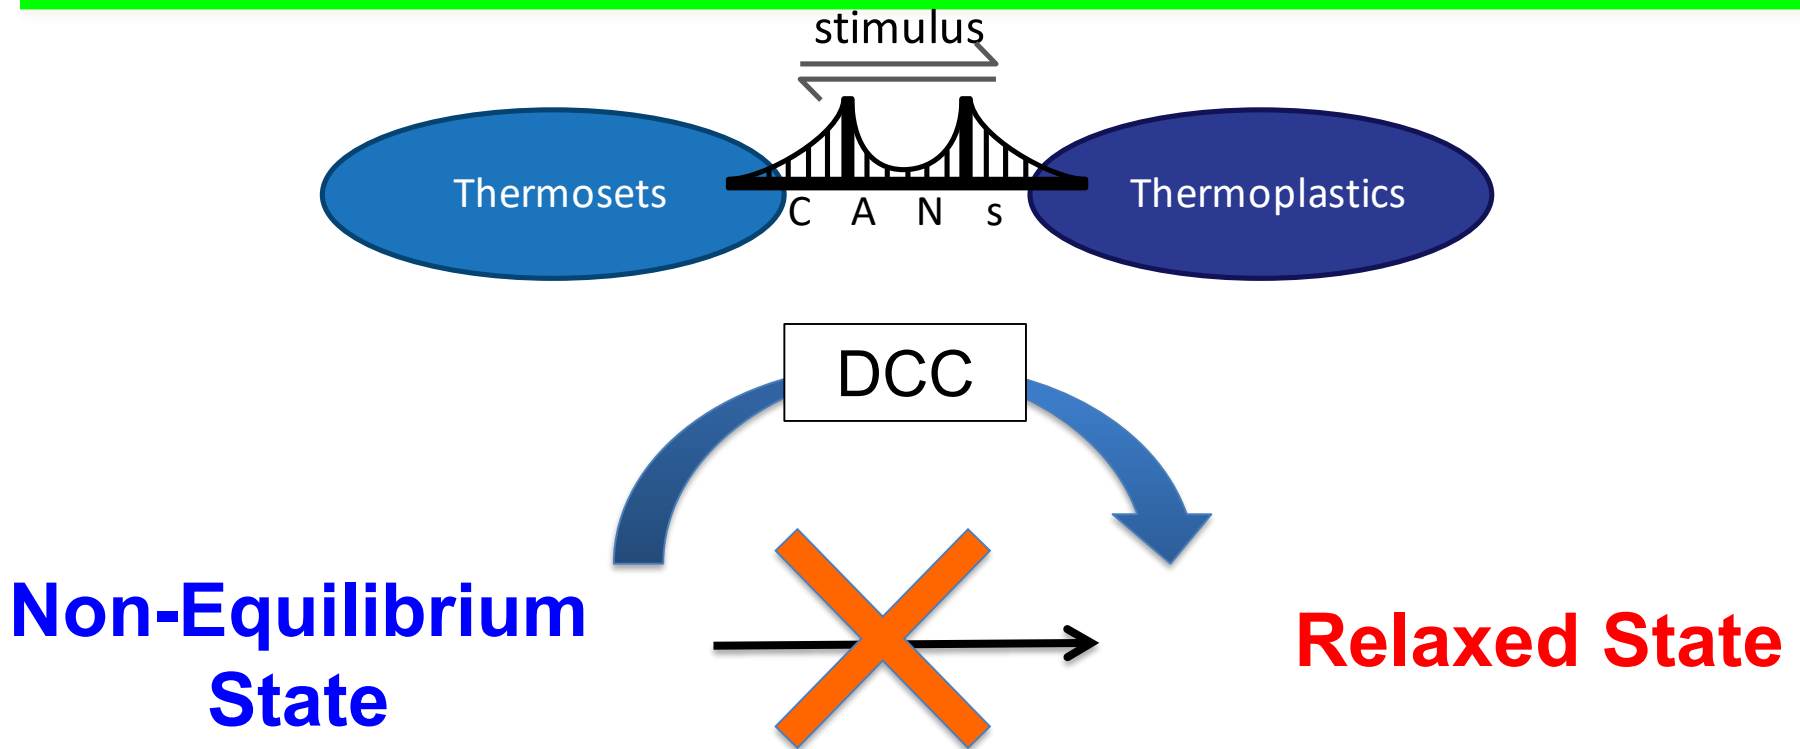 stimulus
Thermosets
C A N s
Thermoplastics
DCC
Non-Equilibrium
State
Relaxed State